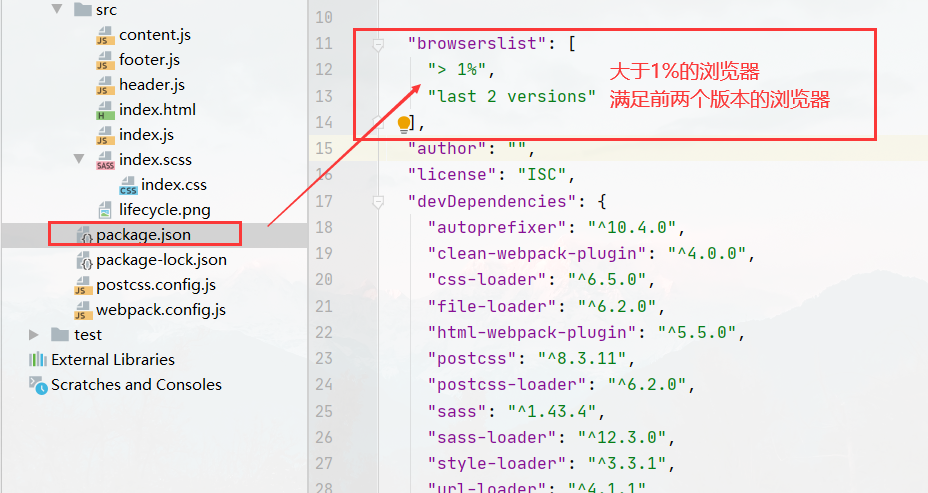 src
content.js
footer.js
header.js
index.html
index.js
index.scss
index.css
lifecycle.png
package.json
package-lock.json
postcss.config.js
webpack.config.js
test
External Libraries
Scratches and Consoles
10
11 "browserslist": [
12 "> 1%",
13 "last 2 versions"
14 ],
15 "author": "",
16 "license": "ISC",
17 "devDependencies": {
18 "autoprefixer": "^10.4.0",
19 "clean-webpack-plugin": "^4.0.0",
20 "css-loader": "^6.5.0",
21 "file-loader": "^6.2.0",
22 "html-webpack-plugin": "^5.5.0",
23 "postcss": "^8.3.11",
24 "postcss-loader": "^6.2.0",
25 "sass": "^1.43.4",
26 "sass-loader": "^12.3.0",
27 "style-loader": "^3.3.1",
28 "url-loader": "^4.1.1"
大于1%的浏览器
满足前两个版本的浏览器